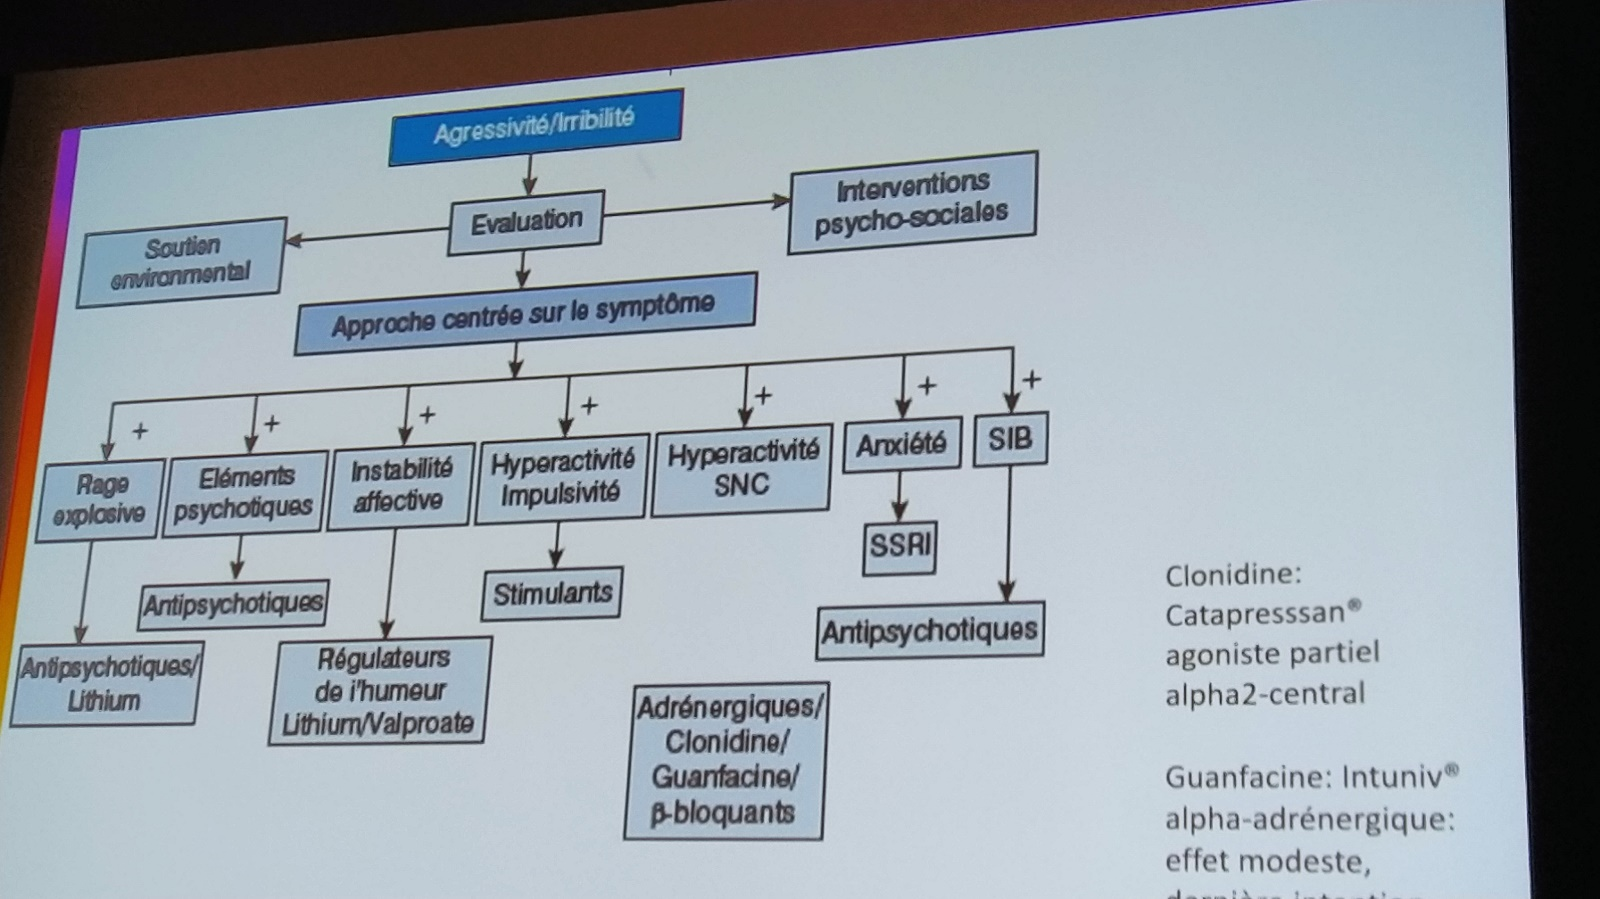 Agressivité/Irribilité
Evaluation
Interventions
psycho-sociales
Soutien
environmental
Approche centrée sur le symptôme
+
+
+
+
+
+
+
Rage
explosive
Eléments
psychotiques
Instabilité
affective
Hyperactivité
Impulsivité
Hyperactivité
SNC
Anxiété
SIB
SSRI
Antipsychotiques
Stimulants
Antipsychotiques
Antipsychotiques/
Lithium
Régulateurs
de i'humeur
Lithium/Valproate
Adrénergiques/
Clonidine/
Guanfacine/
β-bloquants
Clonidine:
Catapresssan®
agoniste partiel
alpha2-central
Guanfacine: Intuniv®
alpha-adrénergique:
effet modeste,